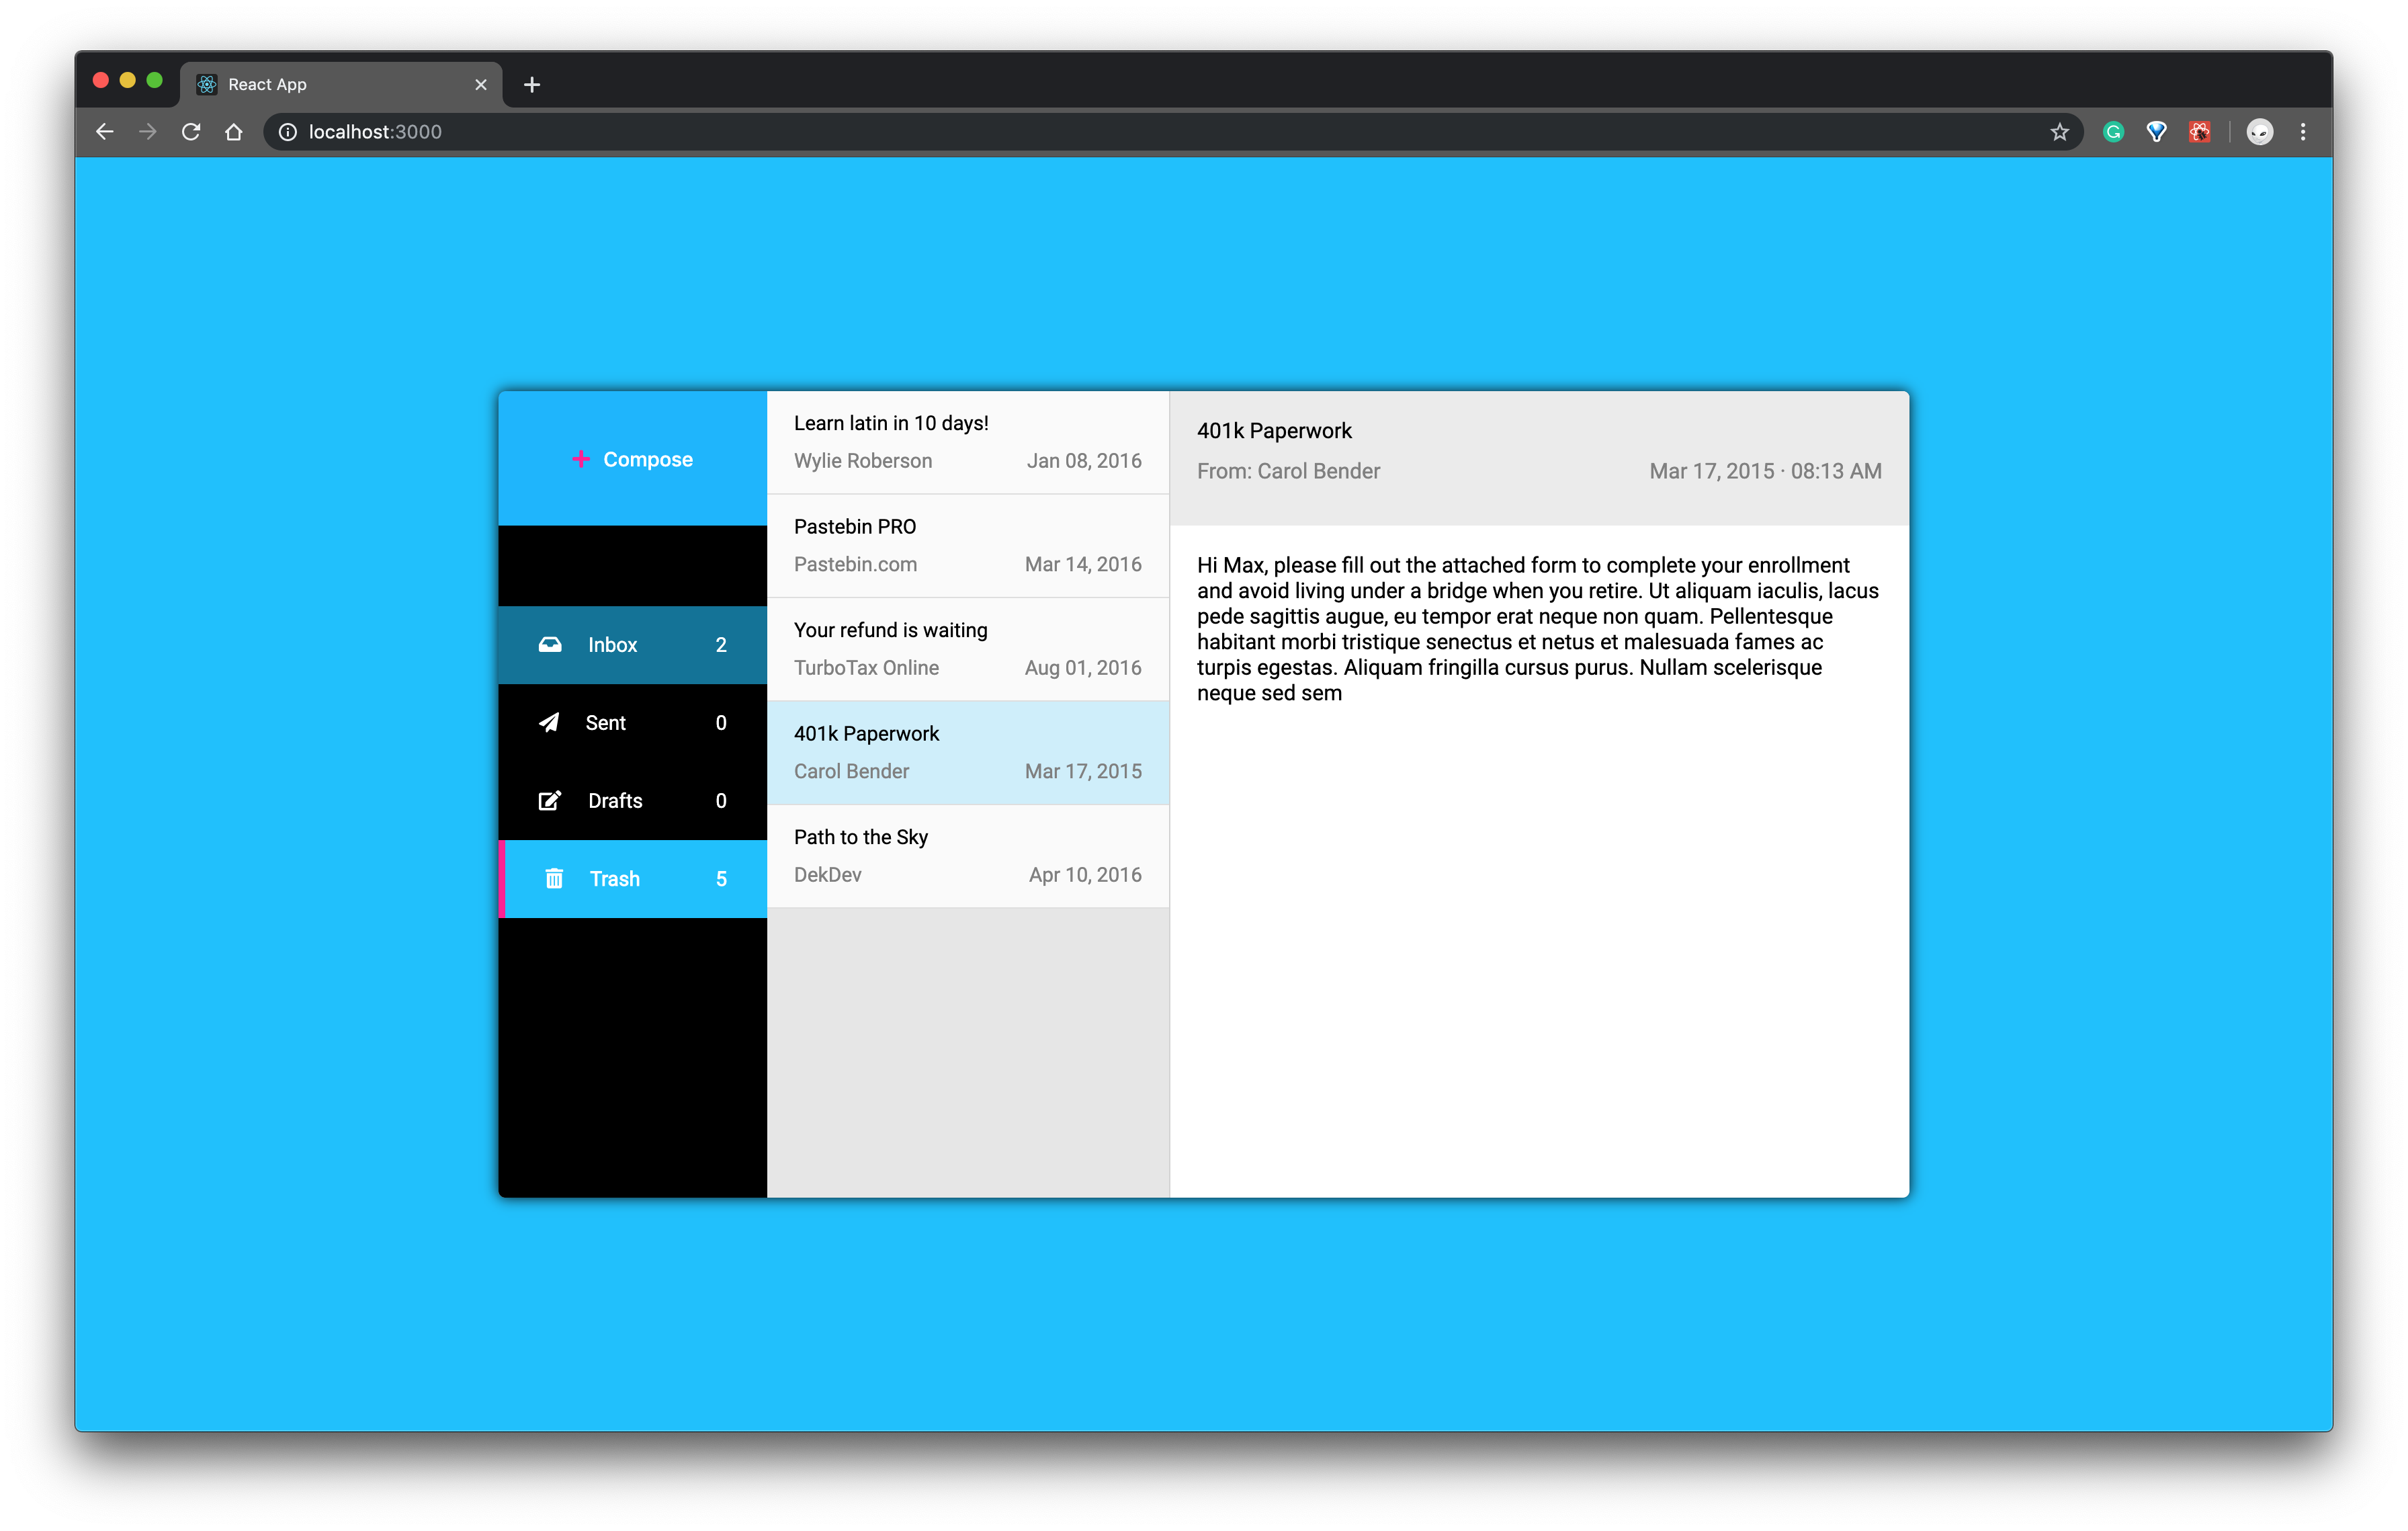 React App
localhost:3000
Compose
Inbox 2
Sent 0
Drafts 0
Trash 5
Learn latin in 10 days!
Wylie Roberson Jan 08, 2016
Pastebin PRO
Pastebin.com Mar 14, 2016
Your refund is waiting
TurboTax Online Aug 01, 2016
401k Paperwork
Carol Bender Mar 17, 2015
Path to the Sky
DekDev Apr 10, 2016
401k Paperwork
From: Carol Bender Mar 17, 2015 · 08:13 AM
Hi Max, please fill out the attached form to complete your enrollment
and avoid living under a bridge when you retire. Ut aliquam iaculis, lacus
pede sagittis augue, eu tempor erat neque non quam. Pellentesque
habitant morbi tristique senectus et netus et malesuada fames ac
turpis egestas. Aliquam fringilla cursus purus. Nullam scelerisque
neque sed sem